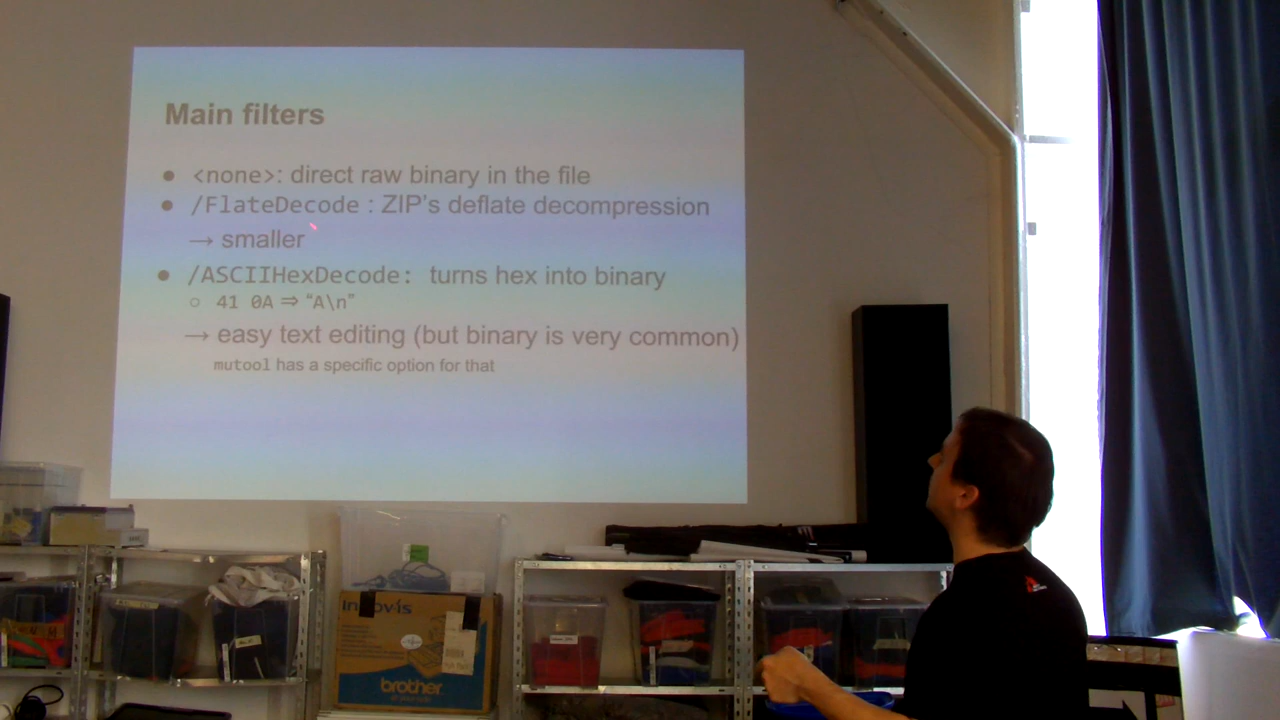 Main filters
● <none>: direct raw binary in the file
● /FlateDecode : ZIP's deflate decompression
→ smaller
● /ASCIIHexDecode: turns hex into binary
○ 41 0A ⇒ “A\n”
→ easy text editing (but binary is very common)
mutool has a specific option for that
brother